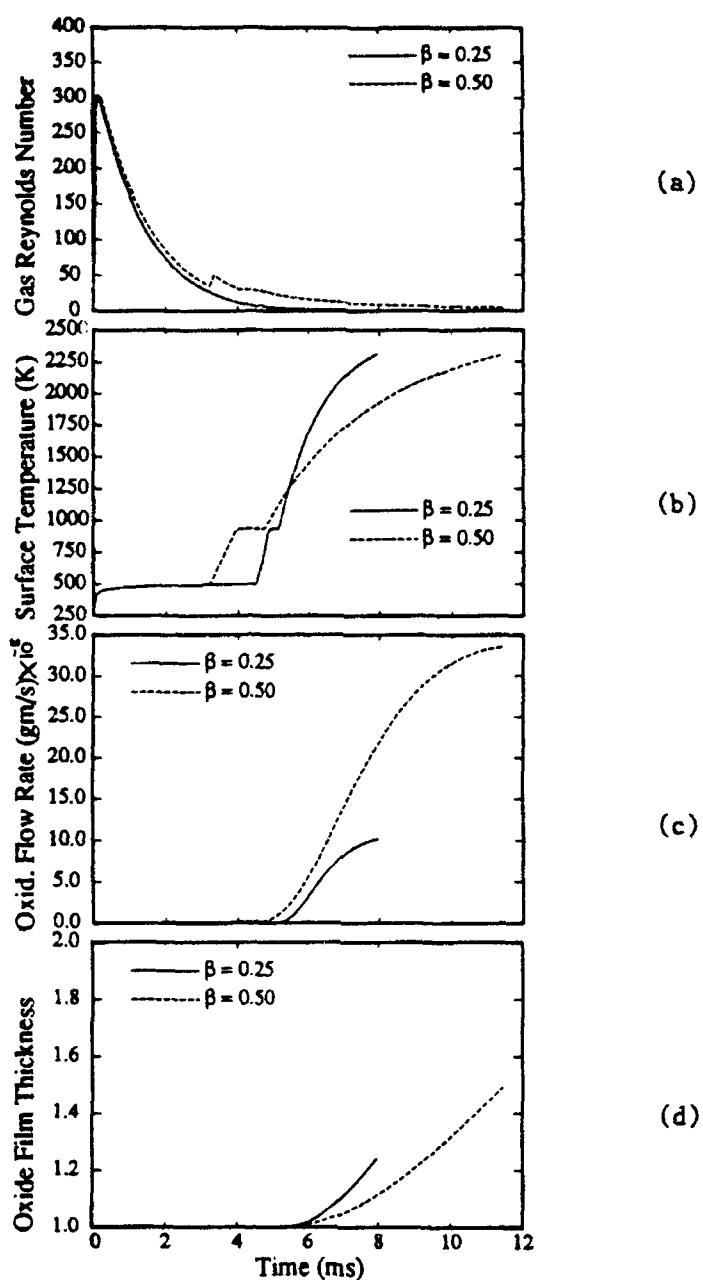 400
350
300
250
200
150
100
50
0
Gas Reynolds Number
β = 0.25
β = 0.50
(a)
2500
2250
2000
1750
1500
1250
1000
750
500
250
Surface Temperature (K)
β = 0.25
β = 0.50
(b)
35.0
30.0
25.0
20.0
15.0
10.0
5.0
0.0
Oxid. Flow Rate (gm/s)×10
β = 0.25
β = 0.50
(c)
2.0
1.8
1.6
1.4
1.2
1.0
Oxide Film Thickness
β = 0.25
β = 0.50
(d)
0 2 4 6 8 10 12
Time (ms)